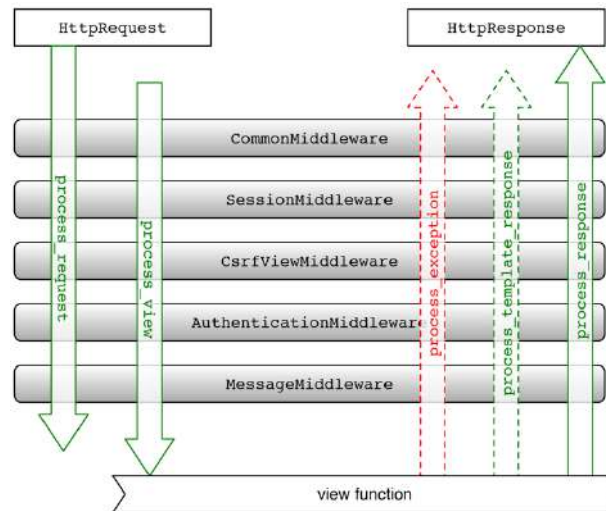 HttpRequest
HttpResponse
CommonMiddleware
SessionMiddleware
CsrfViewMiddleware
AuthenticationMiddleware
MessageMiddleware
process_request
process_view
process_exception
process_template_response
process_response
view function